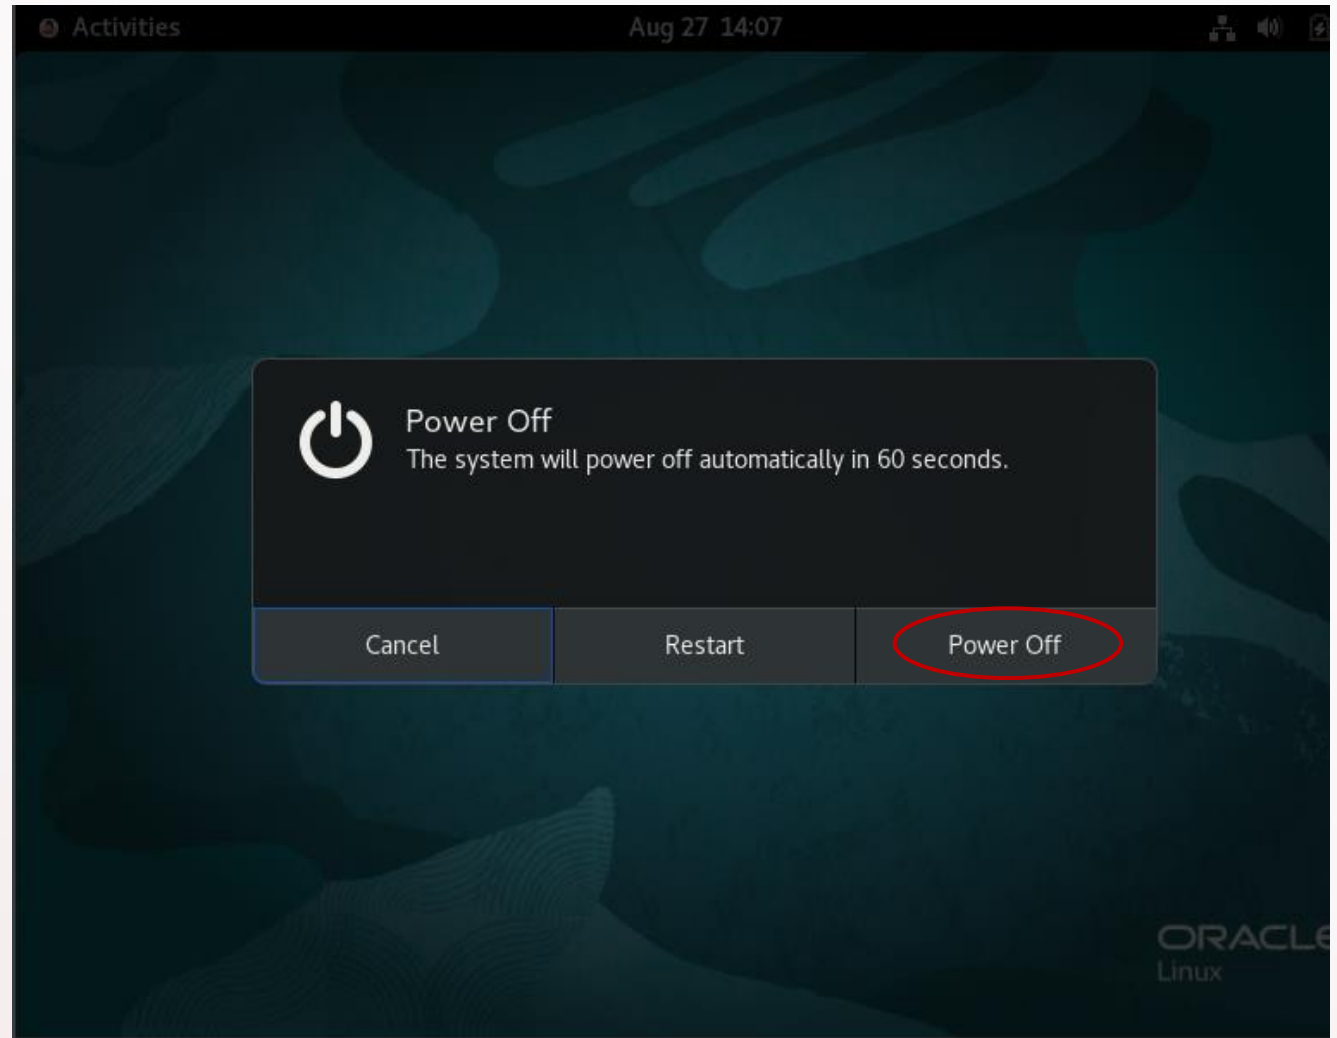 Activities
Aug 27 14:07
Power Off
The system will power off automatically in 60 seconds.
Cancel
Restart
Power Off
ORACLE
Linux